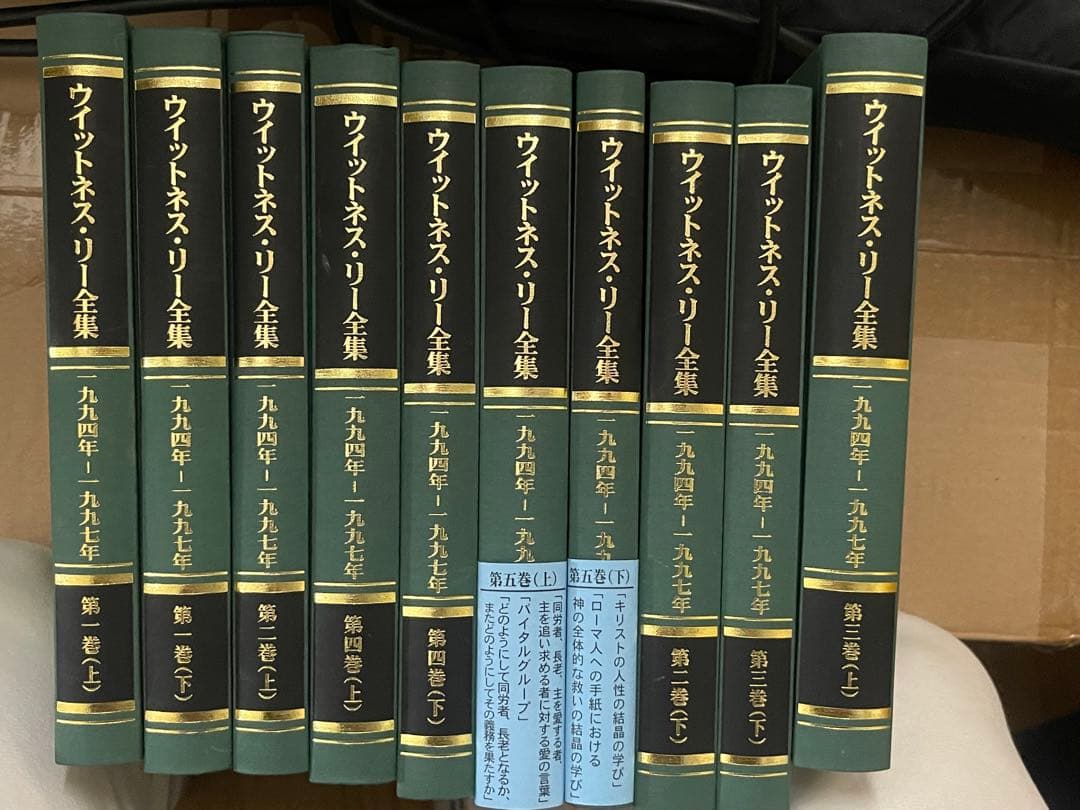 ウイットネス・リー全集
一九九四年–一九九七年
第一巻（上）
ウイットネス・リー全集
一九九四年–一九九七年
第一巻（下）
ウイットネス・リー全集
一九九四年–一九九七年
第二巻（上）
ウイットネス・リー全集
一九九四年–一九九七年
第四巻（上）
ウイットネス・リー全集
一九九四年–一九九七年
第四巻（下）
ウイットネス・リー全集
一九九四年–一九九
第五巻（上）
「同労者、長老、主を愛する者、
主を追い求める者に対する愛の言葉」
「バイタルグループ」
「どのようにして同労者、長老となるか、
またどのようにしてその義務を果たすか」
ウイットネス・リー全集
一九九四年–一九九
第五巻（下）
「キリストの人性の結晶の学び」
「ローマ人への手紙における
神の全体的な救いの結晶の学び」
ウイットネス・リー全集
一九九四年–一九九七年
第二巻（下）
ウイットネス・リー全集
一九九四年–一九九七年
第三巻（下）
ウイットネス・リー全集
一九九四年–一九九七年
第三巻（上）